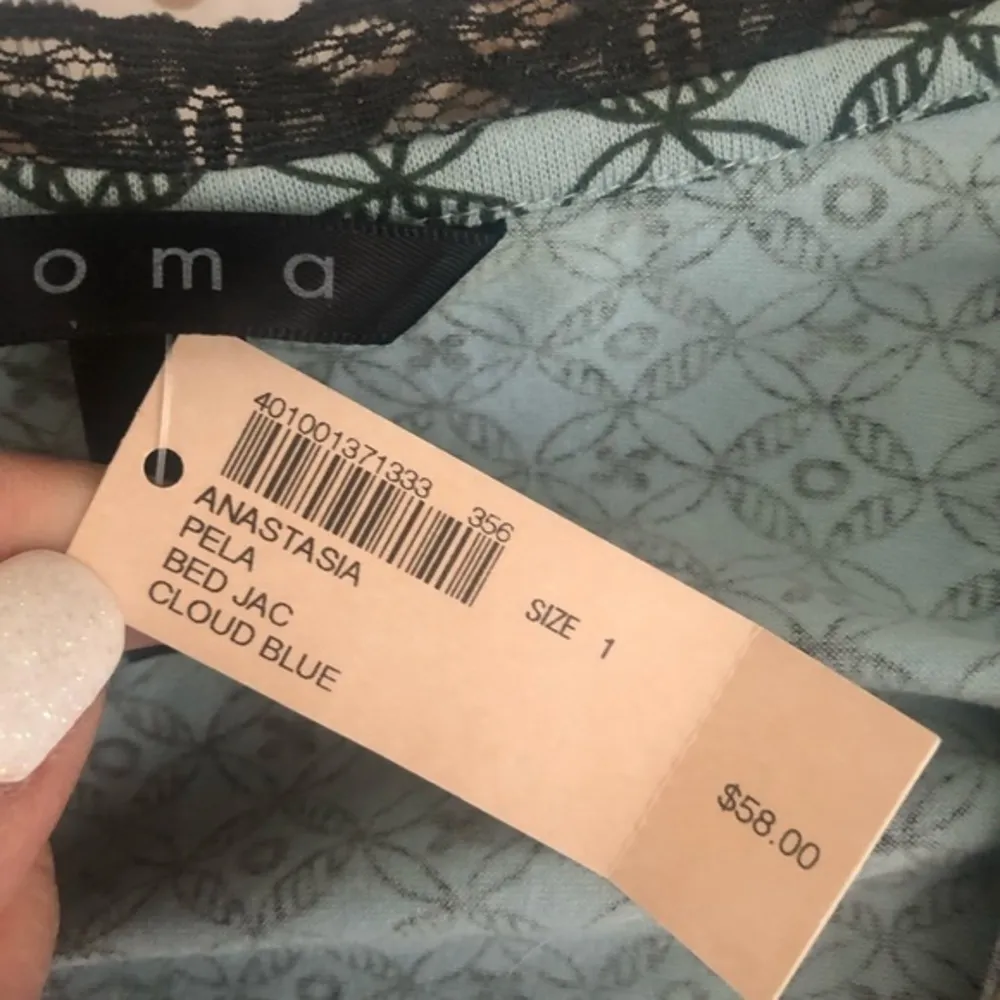 oma
401001371333 356
ANASTASIA
PELA
BED JAC
CLOUD BLUE
SIZE 1
$58.00